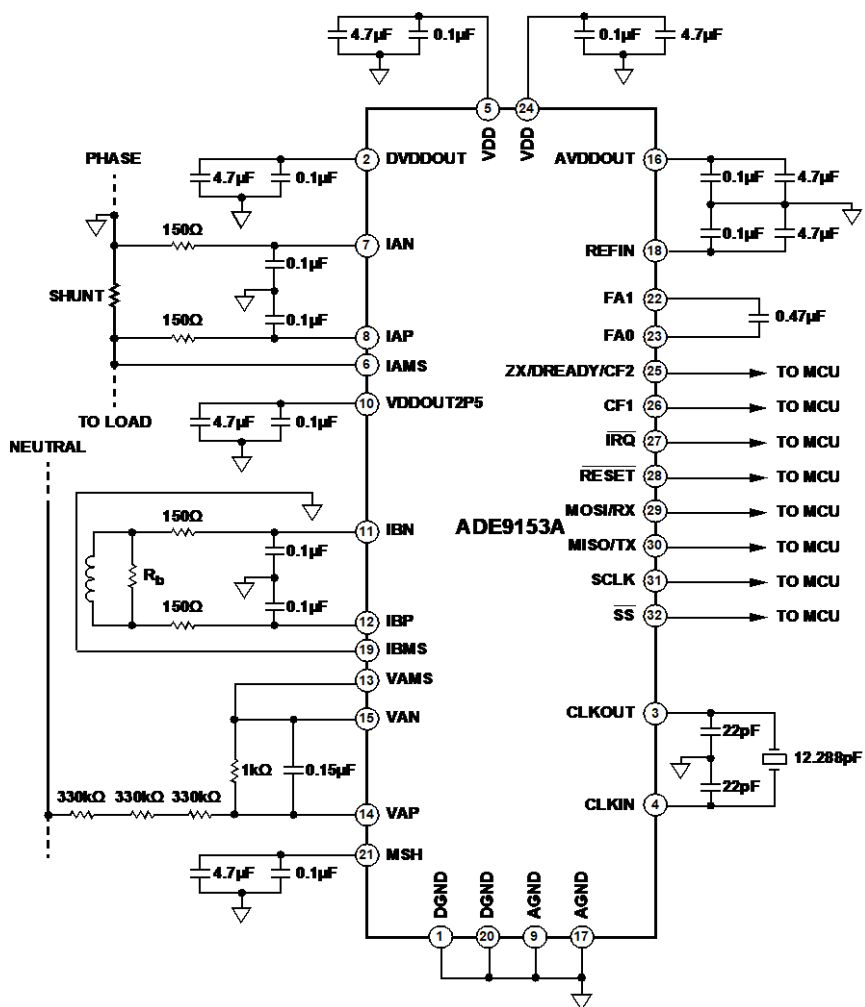 4.7µF
0.1µF
0.1µF
4.7µF
5
24
VDD
VDD
PHASE
2
DVDDOUT
4.7µF
0.1µF
AVDDOUT
16
0.1µF
4.7µF
150Ω
7
IAN
0.1µF
0.1µF
4.7µF
REFIN
18
SHUNT
0.1µF
150Ω
8
IAP
6
IAMS
FA1
22
0.47µF
FA0
23
ZX/DREADY/CF2
25
TO MCU
TO LOAD
10
VDDOUT2P5
4.7µF
0.1µF
CF1
26
TO MCU
NEUTRAL
IRQ
27
TO MCU
RESET
28
TO MCU
150Ω
11
IBN
MOSI/RX
29
TO MCU
ADE9153A
0.1µF
MISO/TX
30
TO MCU
Rb
0.1µF
SCLK
31
TO MCU
150Ω
12
IBP
SS
32
TO MCU
19
IBMS
13
VAMS
15
VAN
CLKOUT
3
22pF
12.288pF
22pF
CLKIN
4
1kΩ
0.15µF
330kΩ
330kΩ
330kΩ
14
VAP
21
MSH
4.7µF
0.1µF
DGND
DGND
AGND
AGND
1
20
9
17